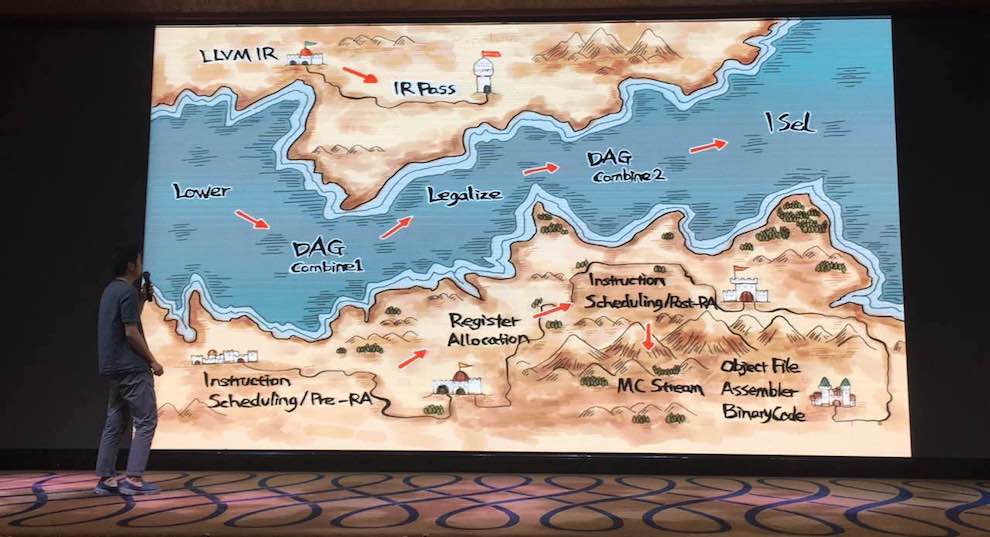 LLVM IR
IR Pass
Lower
DAG
Combine1
Legalize
DAG
Combine2
ISel
Instruction
Scheduling/Pre-RA
Register
Allocation
Instruction
Scheduling/Post-RA
MC Stream
Object File
Assembler
BinaryCode